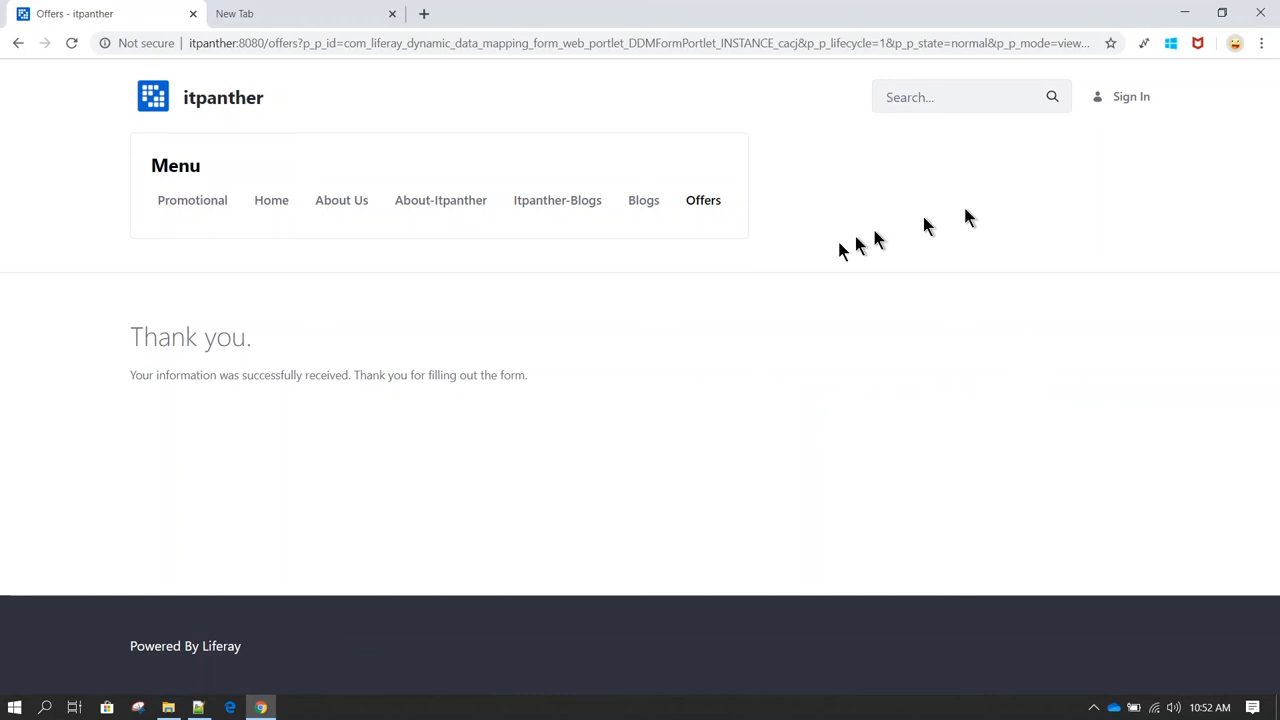 Offers - itpanther
New Tab
Not secure
itpanther:8080/offers?p_p_id=com_liferay_dynamic_data_mapping_form_web_portlet_DDMFormPortlet_INSTANCE_cacj&p_p_lifecycle=1&p_p_state=normal&p_p_mode=view...
itpanther
Search...
Sign In
Menu
Promotional Home About Us About-Itpanther Itpanther-Blogs Blogs Offers
Thank you.
Your information was successfully received. Thank you for filling out the form.
Powered By Liferay
10:52 AM